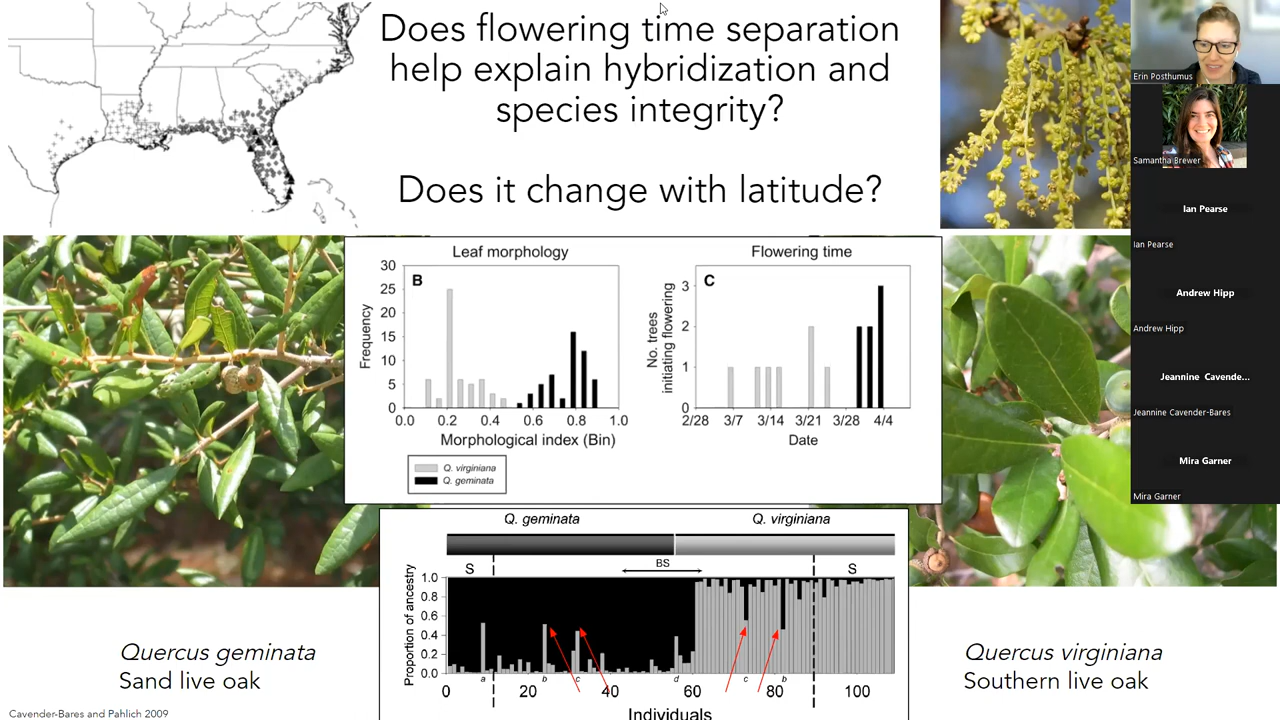 Does flowering time separation
help explain hybridization and
species integrity?
Does it change with latitude?
Erin Posthumus
Samantha Brewer
Ian Pearse
Ian Pearse
Andrew Hipp
Andrew Hipp
Jeannine Cavende...
Jeannine Cavender-Bares
Mira Garner
Mira Garner
Leaf morphology
B
30
25
20
15
10
5
0
Frequency
0.0 0.2 0.4 0.6 0.8 1.0
Morphological index (Bin)
Q. virginiana
Q. geminata
Flowering time
C
3
2
1
0
No. trees
initiating flowering
2/28 3/7 3/14 3/21 3/28 4/4
Date
Q. geminata Q. virginiana
S BS S
1.0
0.8
0.6
0.4
0.2
0.0
Proportion of ancestry
a b c d c b
0 20 40 60 80 100
Individuals
Quercus geminata
Sand live oak
Quercus virginiana
Southern live oak
Cavender-Bares and Pahlich 2009